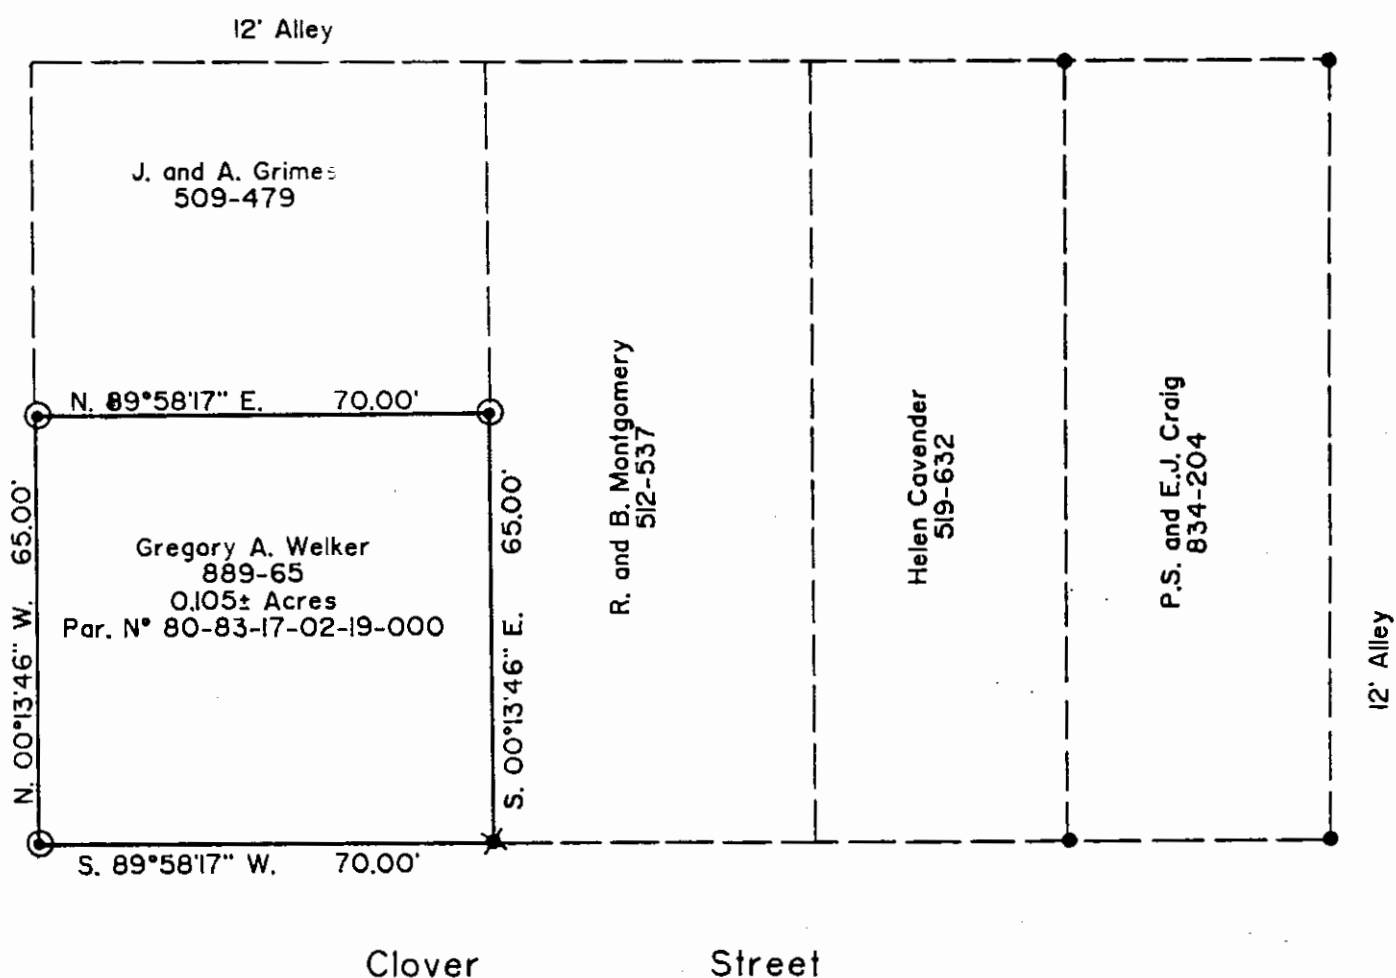 12' Alley
J. and A. Grimes
509-479
N. 89°58'17" E. 70.00'
N. 00°13'46" W. 65.00'
Gregory A. Welker
889-65
0.105± Acres
Par. Nº 80-83-17-02-19-000
S. 00°13'46" E. 65.00'
S. 89°58'17" W. 70.00'
R. and B. Montgomery
512-537
Helen Cavender
519-632
P.S. and E.J. Craig
834-204
12' Alley
Clover Street